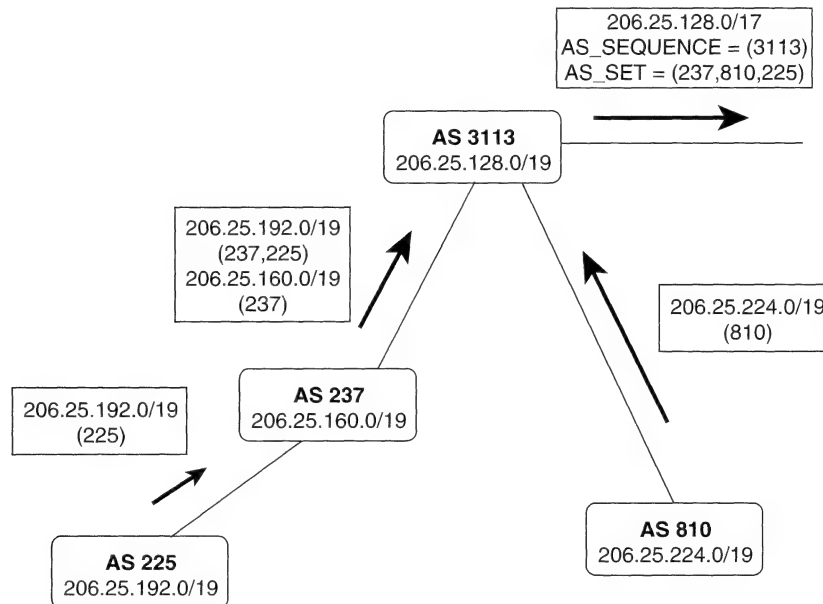 206.25.128.0/17
AS_SEQUENCE = (3113)
AS_SET = (237,810,225)
AS 3113
206.25.128.0/19
206.25.192.0/19
(237,225)
206.25.160.0/19
(237)
206.25.224.0/19
(810)
AS 237
206.25.160.0/19
206.25.192.0/19
(225)
AS 810
206.25.224.0/19
AS 225
206.25.192.0/19